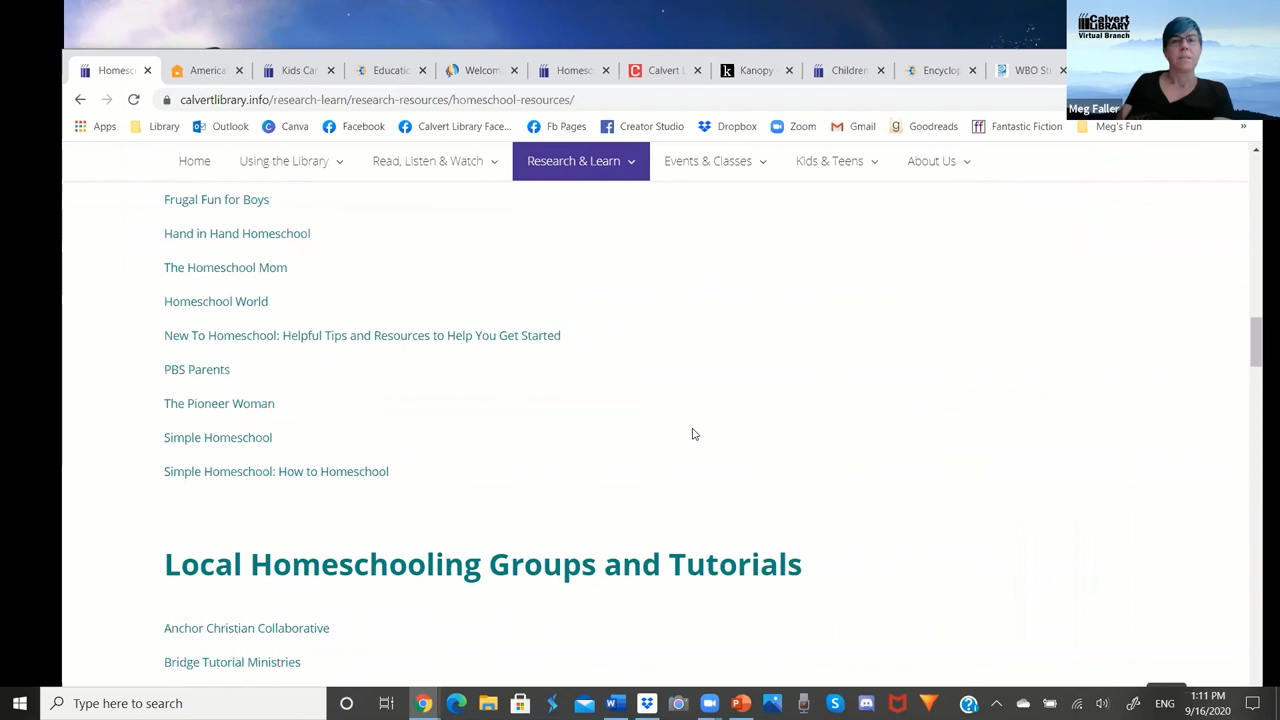 Calvert
LIBRARY
Virtual Branch
Meg Faller
Homesc
America
Kids Car
Educatio
Welcom
Homesc
Calvert L
Kanopy
Children
Encyclop
WBO Stu
calvertlibrary.info/research-learn/research-resources/homeschool-resources/
Apps
Library
Outlook
Canva
Facebook
Calvert Library Face...
Fb Pages
Creator Studio
Dropbox
Zoom
Gmail
Goodreads
Fantastic Fiction
Meg's Fun
Home
Using the Library
Read, Listen & Watch
Research & Learn
Events & Classes
Kids & Teens
About Us
Frugal Fun for Boys
Hand in Hand Homeschool
The Homeschool Mom
Homeschool World
New To Homeschool: Helpful Tips and Resources to Help You Get Started
PBS Parents
The Pioneer Woman
Simple Homeschool
Simple Homeschool: How to Homeschool
Local Homeschooling Groups and Tutorials
Anchor Christian Collaborative
Bridge Tutorial Ministries
Type here to search
ENG
1:11 PM
9/16/2020